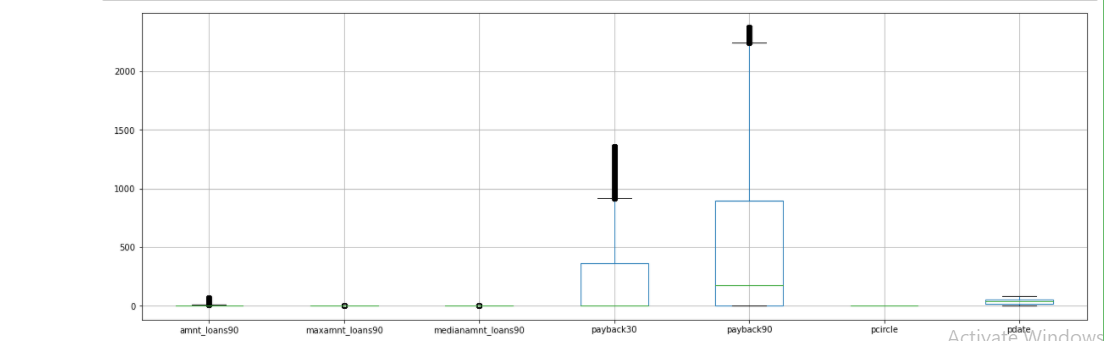 2000
1500
1000
500
0
amnt_loans90 maxamnt_loans90 medianamnt_loans90 payback30 payback90 pcircle pdate
Activate Windows